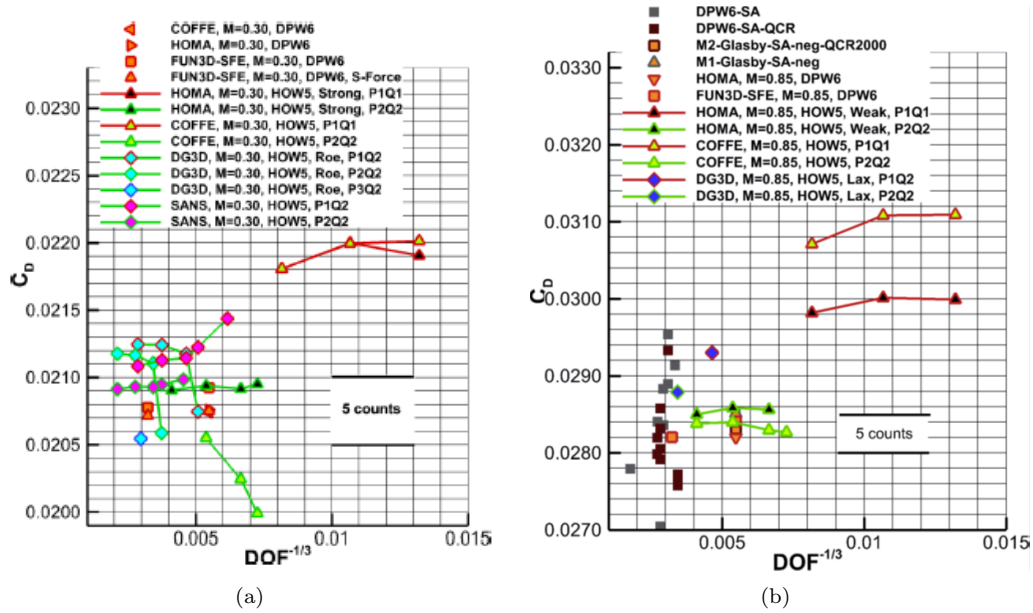 COFFE, M=0.30, DPW6
HOMA, M=0.30, DPW6
FUN3D-SFE, M=0.30, DPW6
FUN3D-SFE, M=0.30, DPW6, S-Force
HOMA, M=0.30, HOW5, Strong, P1Q1
HOMA, M=0.30, HOW5, Strong, P2Q2
COFFE, M=0.30, HOW5, P1Q1
COFFE, M=0.30, HOW5, P2Q2
DG3D, M=0.30, HOW5, Roe, P1Q2
DG3D, M=0.30, HOW5, Roe, P2Q2
DG3D, M=0.30, HOW5, Roe, P3Q2
SANS, M=0.30, HOW5, P1Q2
SANS, M=0.30, HOW5, P2Q2
0.0230
0.0225
0.0220
0.0215
0.0210
0.0205
0.0200
C_D
5 counts
0.005
0.01
0.015
DOF^-1/3
(a)
DPW6-SA
DPW6-SA-QCR
M2-Glasby-SA-neg-QCR2000
M1-Glasby-SA-neg
HOMA, M=0.85, DPW6
FUN3D-SFE, M=0.85, DPW6
HOMA, M=0.85, HOW5, Weak, P1Q1
HOMA, M=0.85, HOW5, Weak, P2Q2
COFFE, M=0.85, HOW5, P1Q1
COFFE, M=0.85, HOW5, P2Q2
DG3D, M=0.85, HOW5, Lax, P1Q2
DG3D, M=0.85, HOW5, Lax, P2Q2
0.0330
0.0320
0.0310
0.0300
0.0290
0.0280
0.0270
C_D
5 counts
0.005
0.01
0.015
DOF^-1/3
(b)